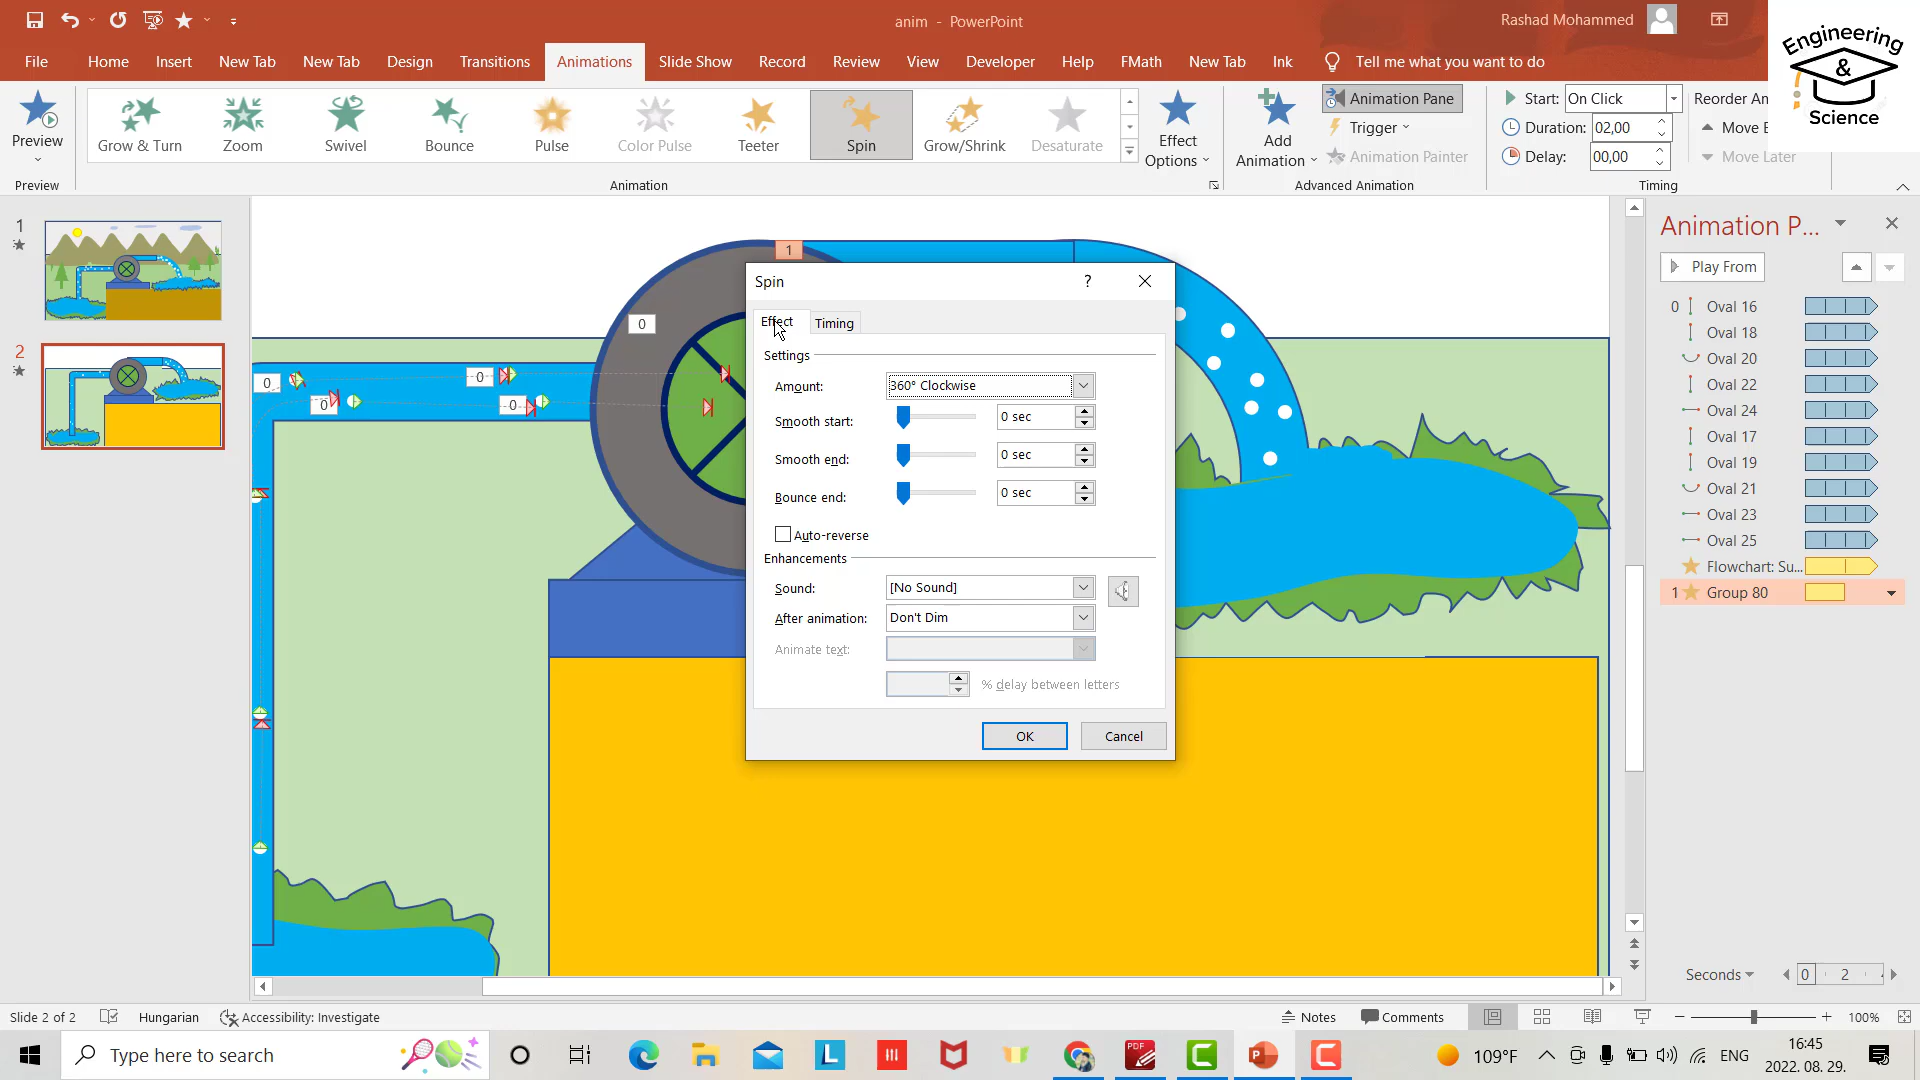 anim - PowerPoint
Rashad Mohammed
File Home Insert New Tab New Tab Design Transitions Animations Slide Show Record Review View Developer Help FMath New Tab Ink Tell me what you want to do
Engineering
&
Science
Preview
Grow & Turn Zoom Swivel Bounce Pulse Color Pulse Teeter Spin Grow/Shrink Desaturate
Effect
Options
Add
Animation
Animation Pane
Trigger
Animation Painter
Start: On Click
Duration: 02,00
Delay: 00,00
Reorder An
Move E
Move Later
Preview Animation Advanced Animation Timing
1
2
1
0
0
0
0
0
Spin
?
Effect Timing
Settings
Amount: 360° Clockwise
Smooth start: 0 sec
Smooth end: 0 sec
Bounce end: 0 sec
Auto-reverse
Enhancements
Sound: [No Sound]
After animation: Don't Dim
Animate text:
% delay between letters
OK Cancel
Animation P...
Play From
0 Oval 16
Oval 18
Oval 20
Oval 22
Oval 24
Oval 17
Oval 19
Oval 21
Oval 23
Oval 25
Flowchart: Su...
1 Group 80
Seconds 0 2
Slide 2 of 2 Hungarian Accessibility: Investigate Notes Comments 100%
Type here to search
L
109°F
ENG
16:45
2022. 08. 29.